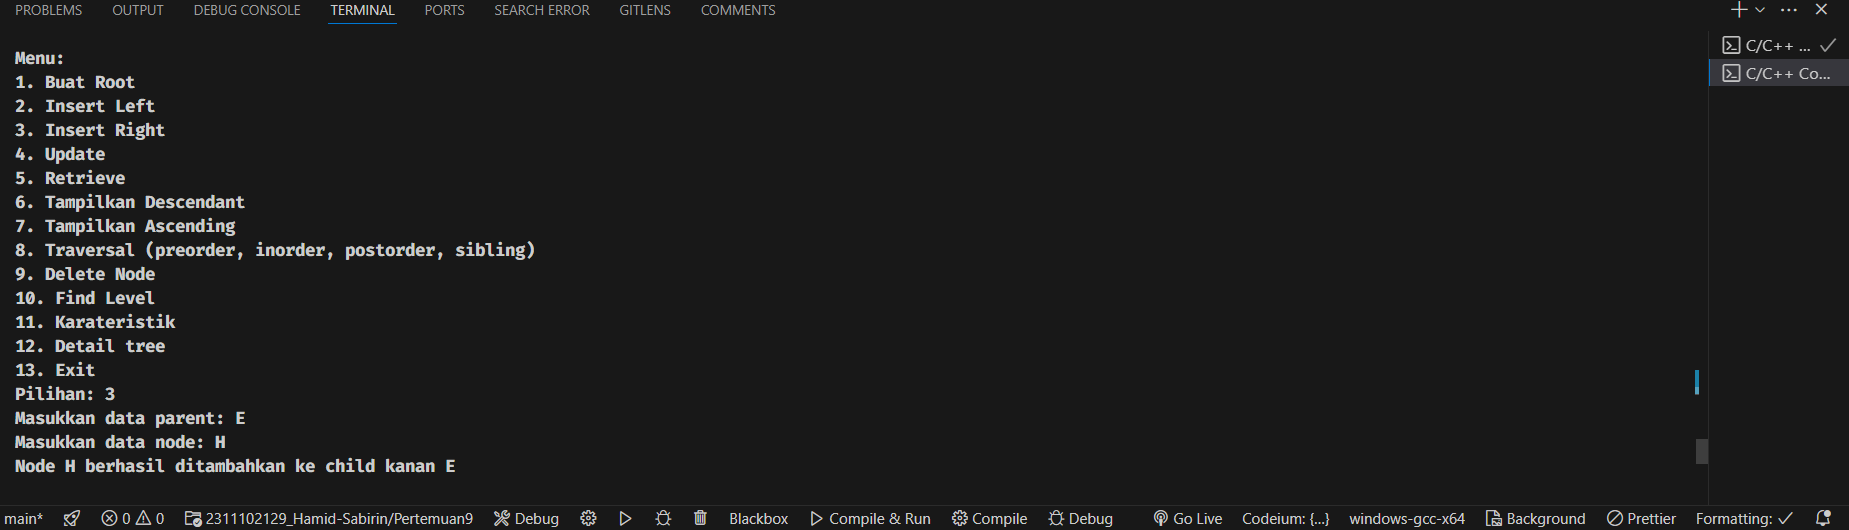 PROBLEMS OUTPUT DEBUG CONSOLE TERMINAL PORTS SEARCH ERROR GITLENS COMMENTS
Menu:
1. Buat Root
2. Insert Left
3. Insert Right
4. Update
5. Retrieve
6. Tampilkan Descendant
7. Tampilkan Ascending
8. Traversal (preorder, inorder, postorder, sibling)
9. Delete Node
10. Find Level
11. Karateristik
12. Detail tree
13. Exit
Pilihan: 3
Masukkan data parent: E
Masukkan data node: H
Node H berhasil ditambahkan ke child kanan E
C/C++ ...
C/C++ Co...
main* 0 0 2311102129_Hamid-Sabirin/Pertemuan9 Debug Blackbox Compile & Run Compile Debug Go Live Codeium: {...} windows-gcc-x64 Background Prettier Formatting: